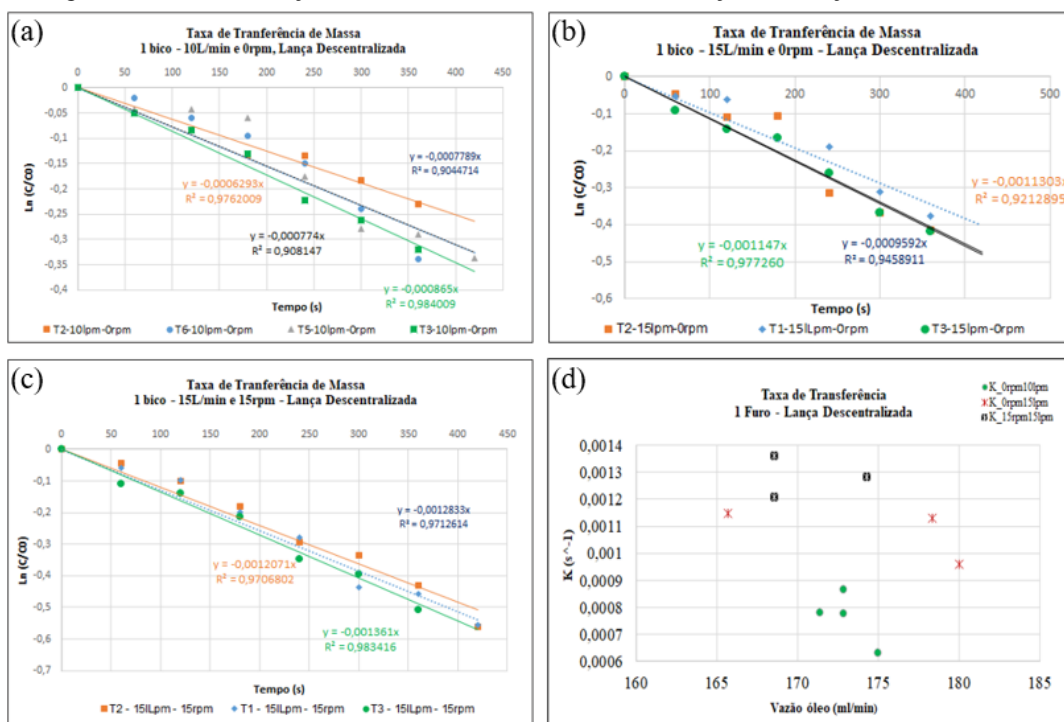 (a)
Taxa de Tranferência de Massa
1 bico - 10L/min e 0rpm, Lança Descentralizada
0 100 200 300 400 500
0
-0,05
-0,1
-0,15
-0,2
-0,25
-0,3
-0,35
-0,4
Ln (C/C0)
y = -0,0007789x
R² = 0,9044714
y = -0,0006293x
R² = 0,9762009
y = -0,000774x
R² = 0,908147
y = -0,000865x
R² = 0,984009
Tempo (s)
T2-10lpm-0rpm T6-10lpm-0rpm T5-10lpm-0rpm T3-10lpm-0rpm
(b)
Taxa de Tranferência de Massa
1 bico - 15L/min e 0rpm - Lança Descentralizada
0 100 200 300 400 500
0
-0,1
-0,2
-0,3
-0,4
-0,5
-0,6
Ln (C/C0)
y = -0,0011303x
R² = 0,9212895
y = -0,001147x
R² = 0,977260
y = -0,0009592x
R² = 0,9458911
Tempo (s)
T2-15lpm-0rpm T1-15lLpm-0rpm T3-15lpm-0rpm
(c)
Taxa de Tranferência de Massa
1 bico - 15L/min e 15rpm - Lança Descentralizada
0 50 100 150 200 250 300 350 400 450
0
-0,1
-0,2
-0,3
-0,4
-0,5
-0,6
-0,7
Ln (C/C0)
y = -0,0012833x
R² = 0,9712614
y = -0,0012071x
R² = 0,9706802
y = -0,001361x
R² = 0,983416
Tempo (s)
T2 - 15lLpm - 15rpm T1 - 15lLpm - 15rpm T3 - 15lLpm - 15rpm
(d)
Taxa de Transferência
1 Furo - Lança Descentralizada
K_0rpm10lpm
K_0rpm15lpm
K_15rpm15lpm
0,0014
0,0013
0,0012
0,0011
0,001
0,0009
0,0008
0,0007
0,0006
K (s^-1)
160 165 170 175 180 185
Vazão óleo (ml/min)